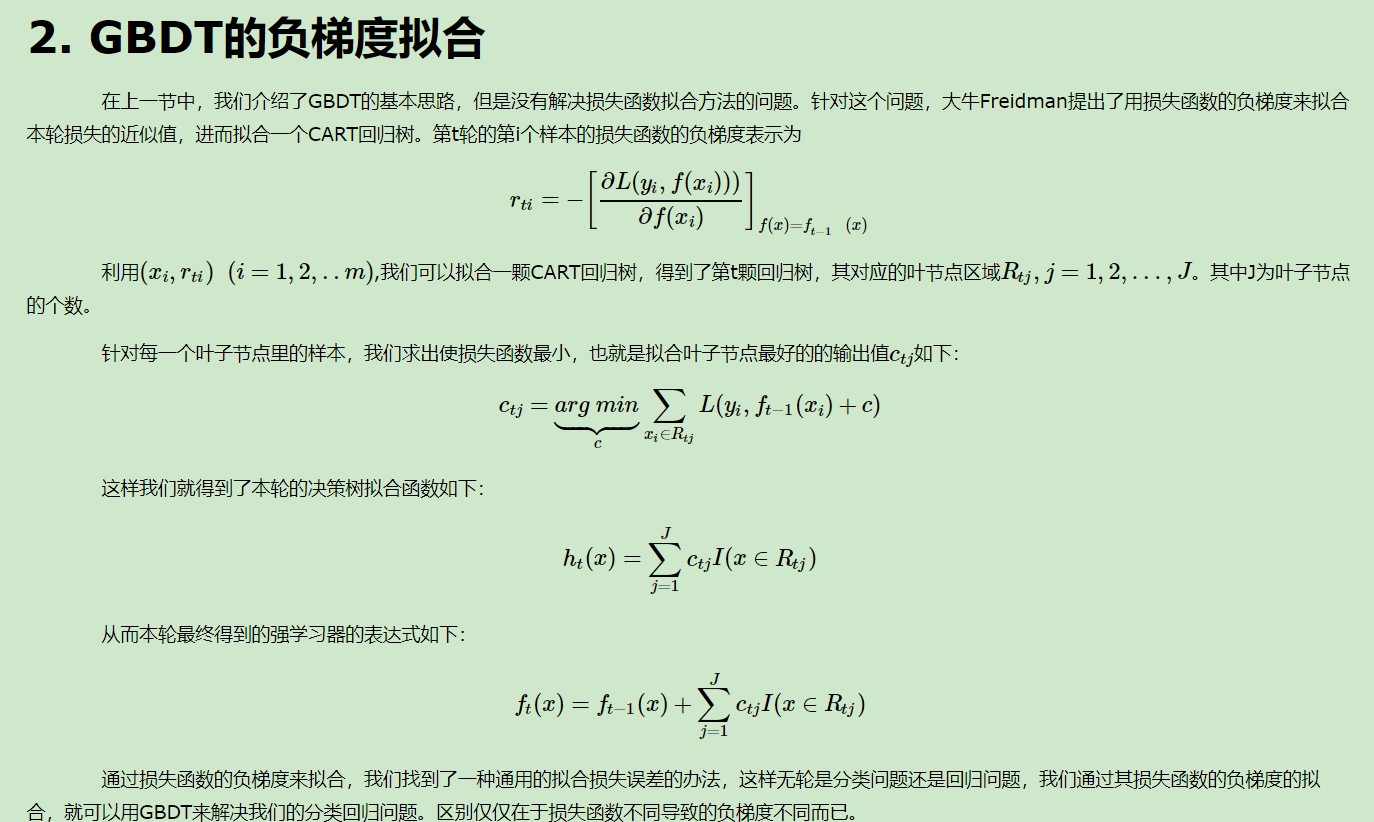 2. GBDT的负梯度拟合
在上一节中，我们介绍了GBDT的基本思路，但是没有解决损失函数拟合方法的问题。针对这个问题，大牛Freidman提出了用损失函数的负梯度来拟合
本轮损失的近似值，进而拟合一个CART回归树。第t轮的第i个样本的损失函数的负梯度表示为
r_{ti} = -\left[\frac{\partial L(y_i, f(x_i)))}{\partial f(x_i)}\right]_{f(x)=f_{t-1}\;\;(x)}
利用(x_i, r_{ti}) (i = 1, 2, . . m),我们可以拟合一颗CART回归树，得到了第t颗回归树，其对应的叶节点区域R_{tj}, j = 1, 2, . . . , J。其中J为叶子节点
的个数。
针对每一个叶子节点里的样本，我们求出使损失函数最小，也就是拟合叶子节点最好的的输出值c_{tj}如下：
c_{tj} = \underbrace{arg\; min}_{c} \sum_{x_i \in R_{tj}} L(y_i, f_{t-1}(x_i) + c)
这样我们就得到了本轮的决策树拟合函数如下：
h_t(x) = \sum_{j=1}^{J} c_{tj} I(x \in R_{tj})
从而本轮最终得到的强学习器的表达式如下：
f_t(x) = f_{t-1}(x) + \sum_{j=1}^{J} c_{tj} I(x \in R_{tj})
通过损失函数的负梯度来拟合，我们找到了一种通用的拟合损失误差的办法，这样无轮是分类问题还是回归问题，我们通过其损失函数的负梯度的拟
合，就可以用GBDT来解决我们的分类回归问题。区别仅仅在于损失函数不同导致的负梯度不同而已。